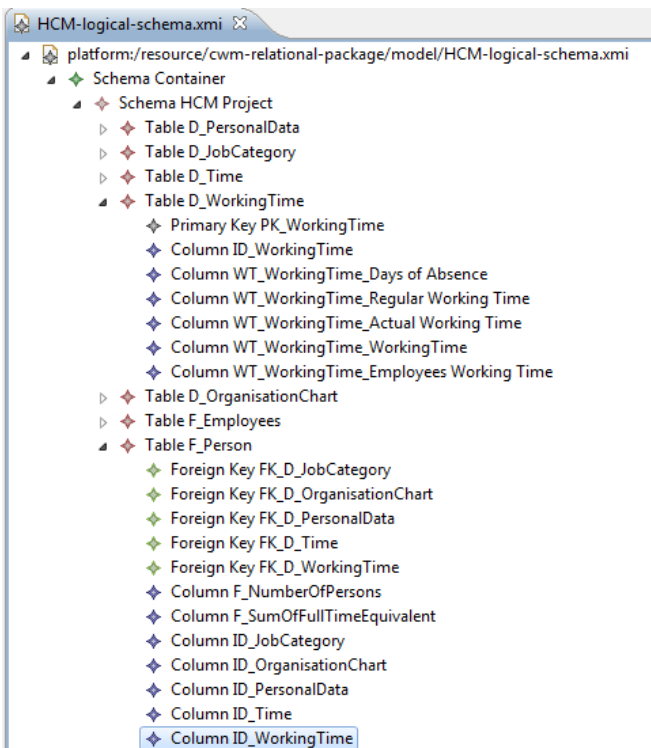 HCM-logical-schema.xmi
platform:/resource/cwm-relational-package/model/HCM-logical-schema.xmi
Schema Container
Schema HCM Project
Table D_PersonalData
Table D_JobCategory
Table D_Time
Table D_WorkingTime
Primary Key PK_WorkingTime
Column ID_WorkingTime
Column WT_WorkingTime_Days of Absence
Column WT_WorkingTime_Regular Working Time
Column WT_WorkingTime_Actual Working Time
Column WT_WorkingTime_WorkingTime
Column WT_WorkingTime_Employees Working Time
Table D_OrganisationChart
Table F_Employees
Table F_Person
Foreign Key FK_D_JobCategory
Foreign Key FK_D_OrganisationChart
Foreign Key FK_D_PersonalData
Foreign Key FK_D_Time
Foreign Key FK_D_WorkingTime
Column F_NumberOfPersons
Column F_SumOfFullTimeEquivalent
Column ID_JobCategory
Column ID_OrganisationChart
Column ID_PersonalData
Column ID_Time
Column ID_WorkingTime